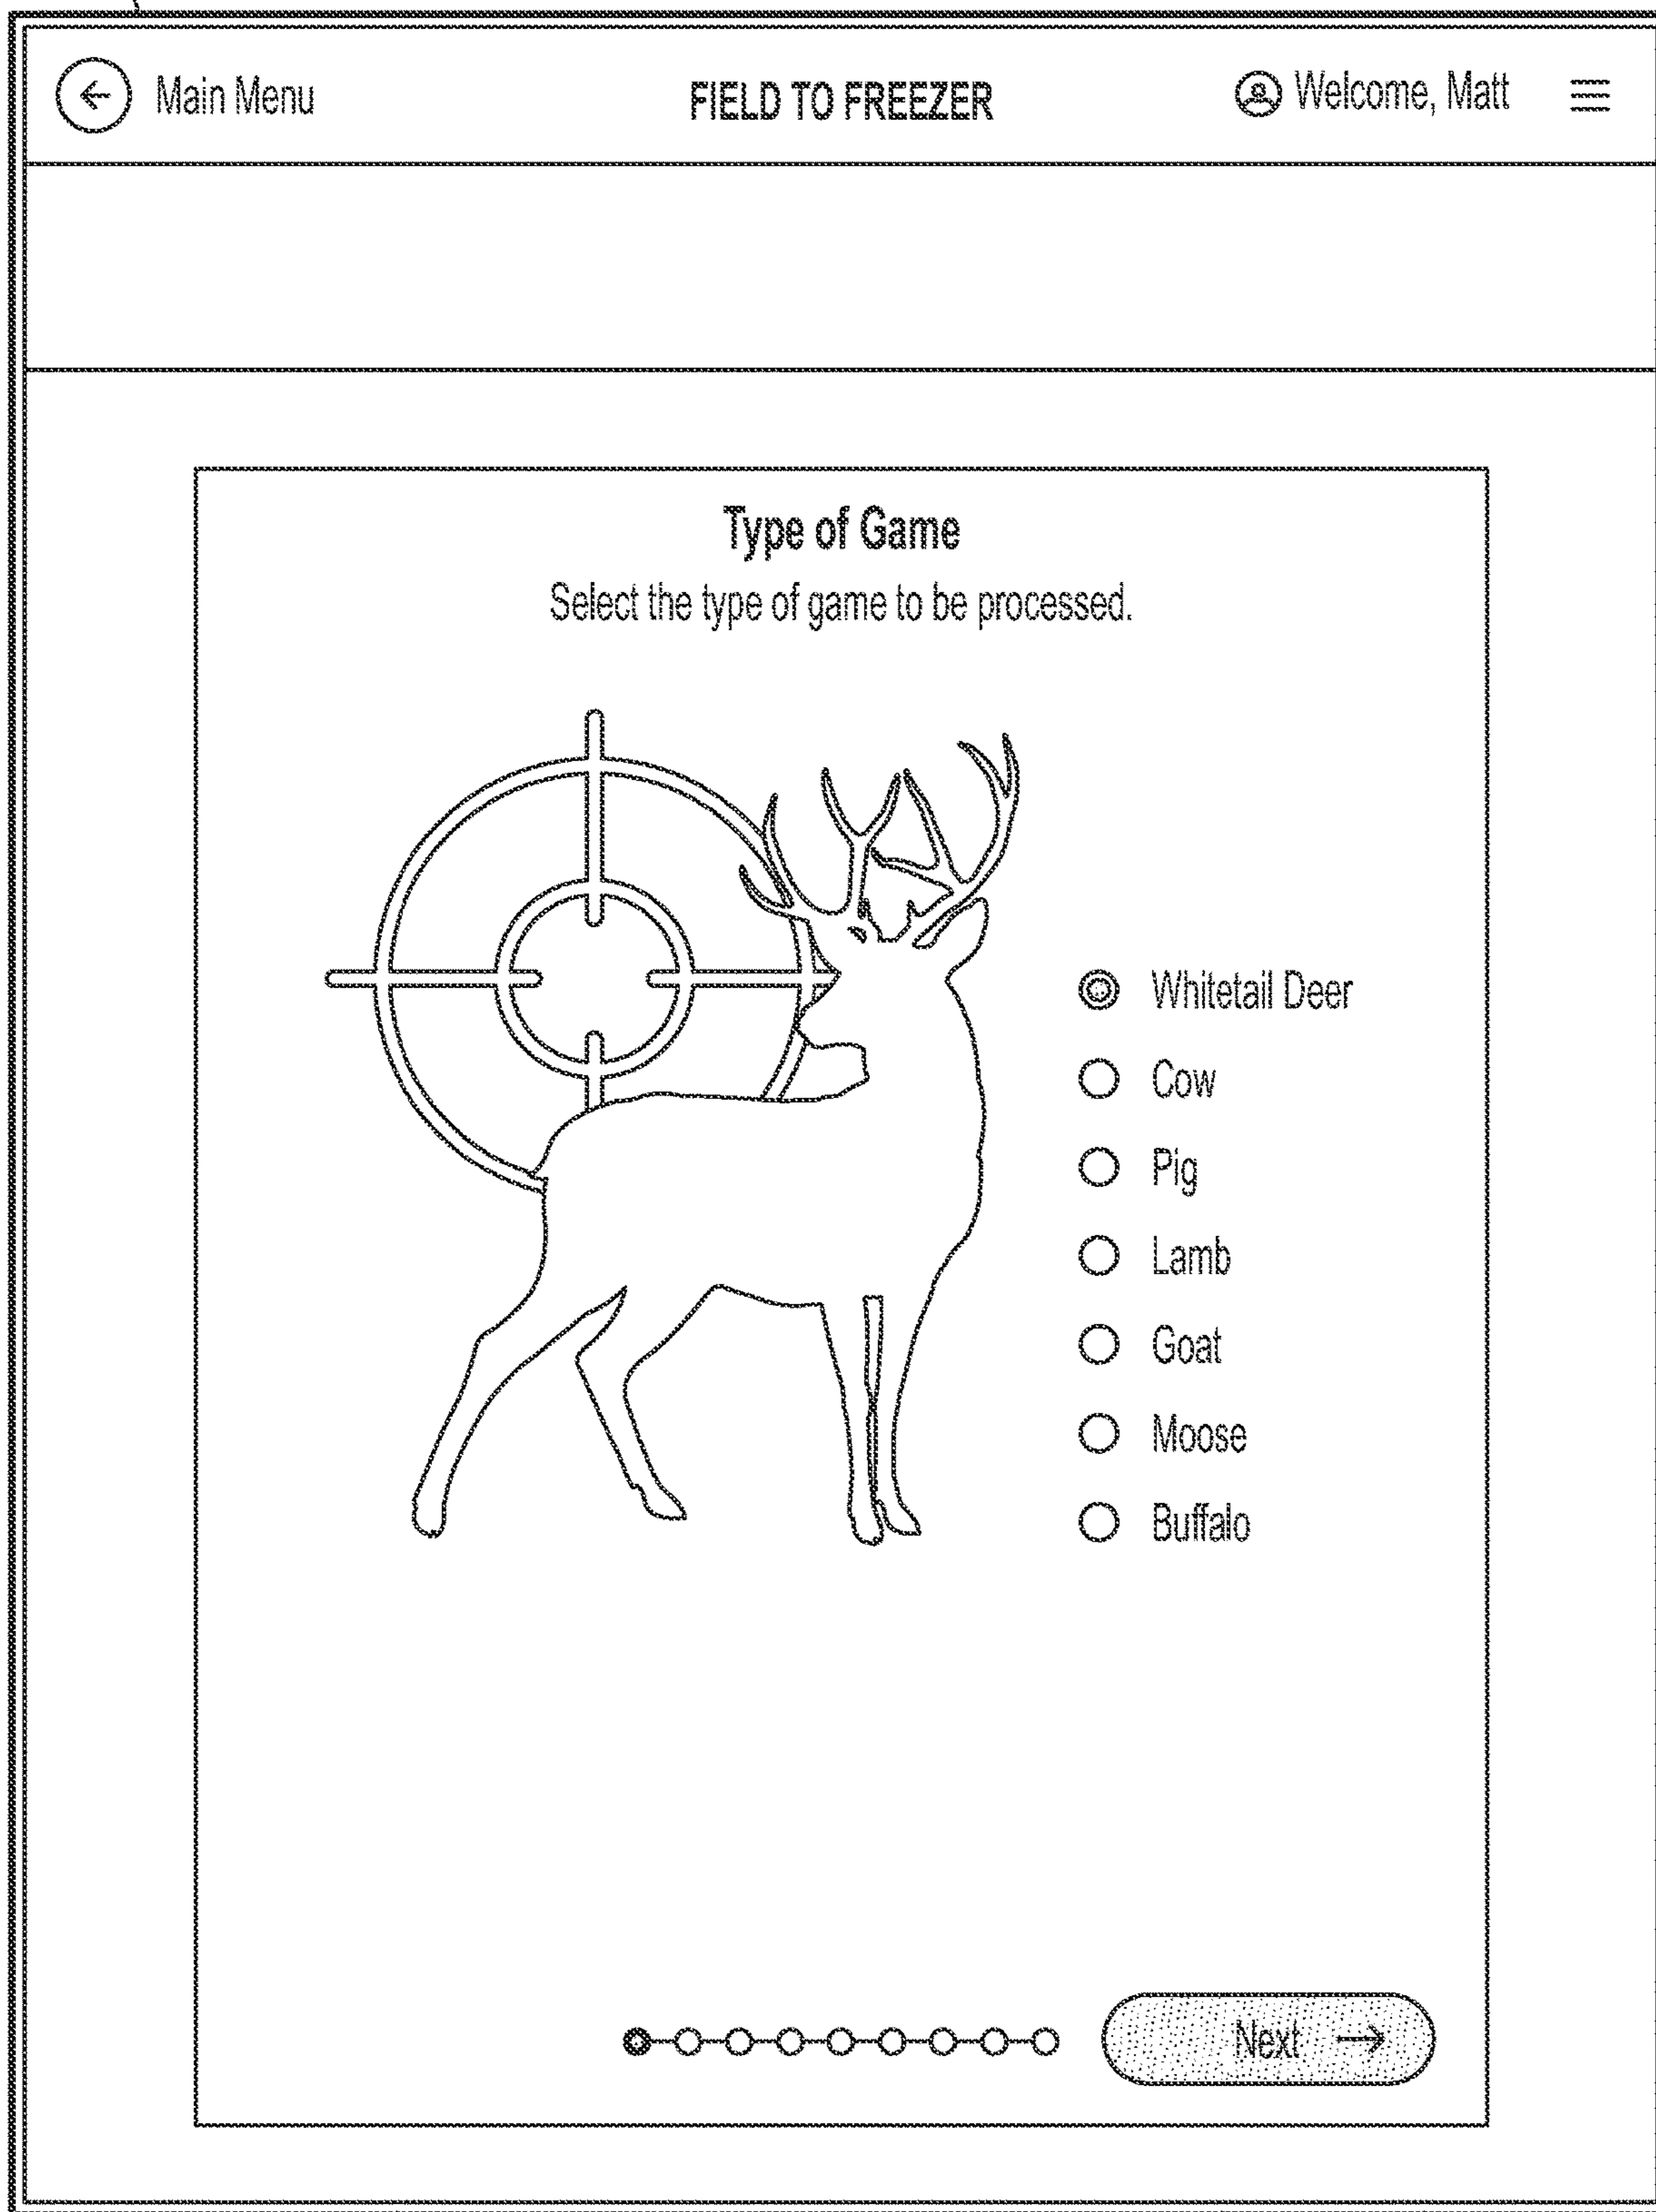 Main Menu
FIELD TO FREEZER
Welcome, Matt
Type of Game
Select the type of game to be processed.
Whitetail Deer
Cow
Pig
Lamb
Goat
Moose
Buffalo
Next